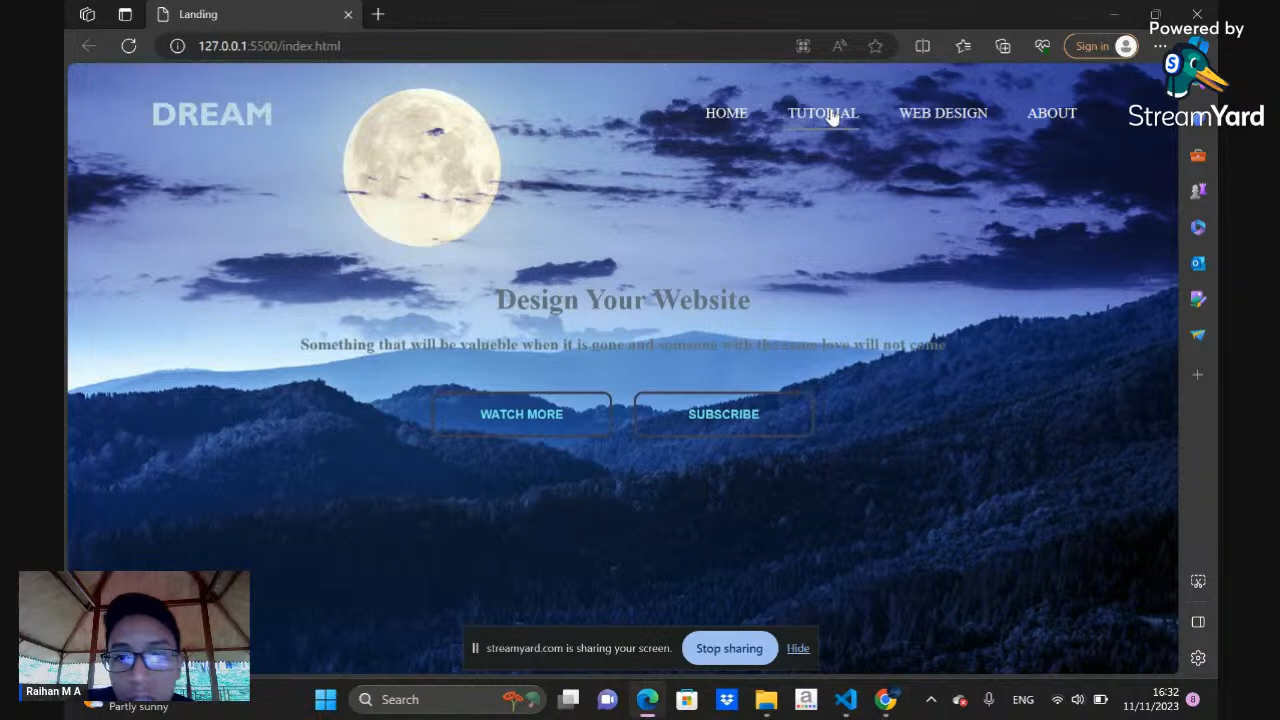 Landing
Powered by
127.0.0.1:5500/index.html
Sign in
StreamYard
DREAM
HOME
TUTORIAL
WEB DESIGN
ABOUT
Design Your Website
Something that will be valueble when it is gone and someone with the same love will not come
WATCH MORE
SUBSCRIBE
streamyard.com is sharing your screen.
Stop sharing
Hide
Raihan M A
Partly sunny
Search
ENG
16:32
11/11/2023
8